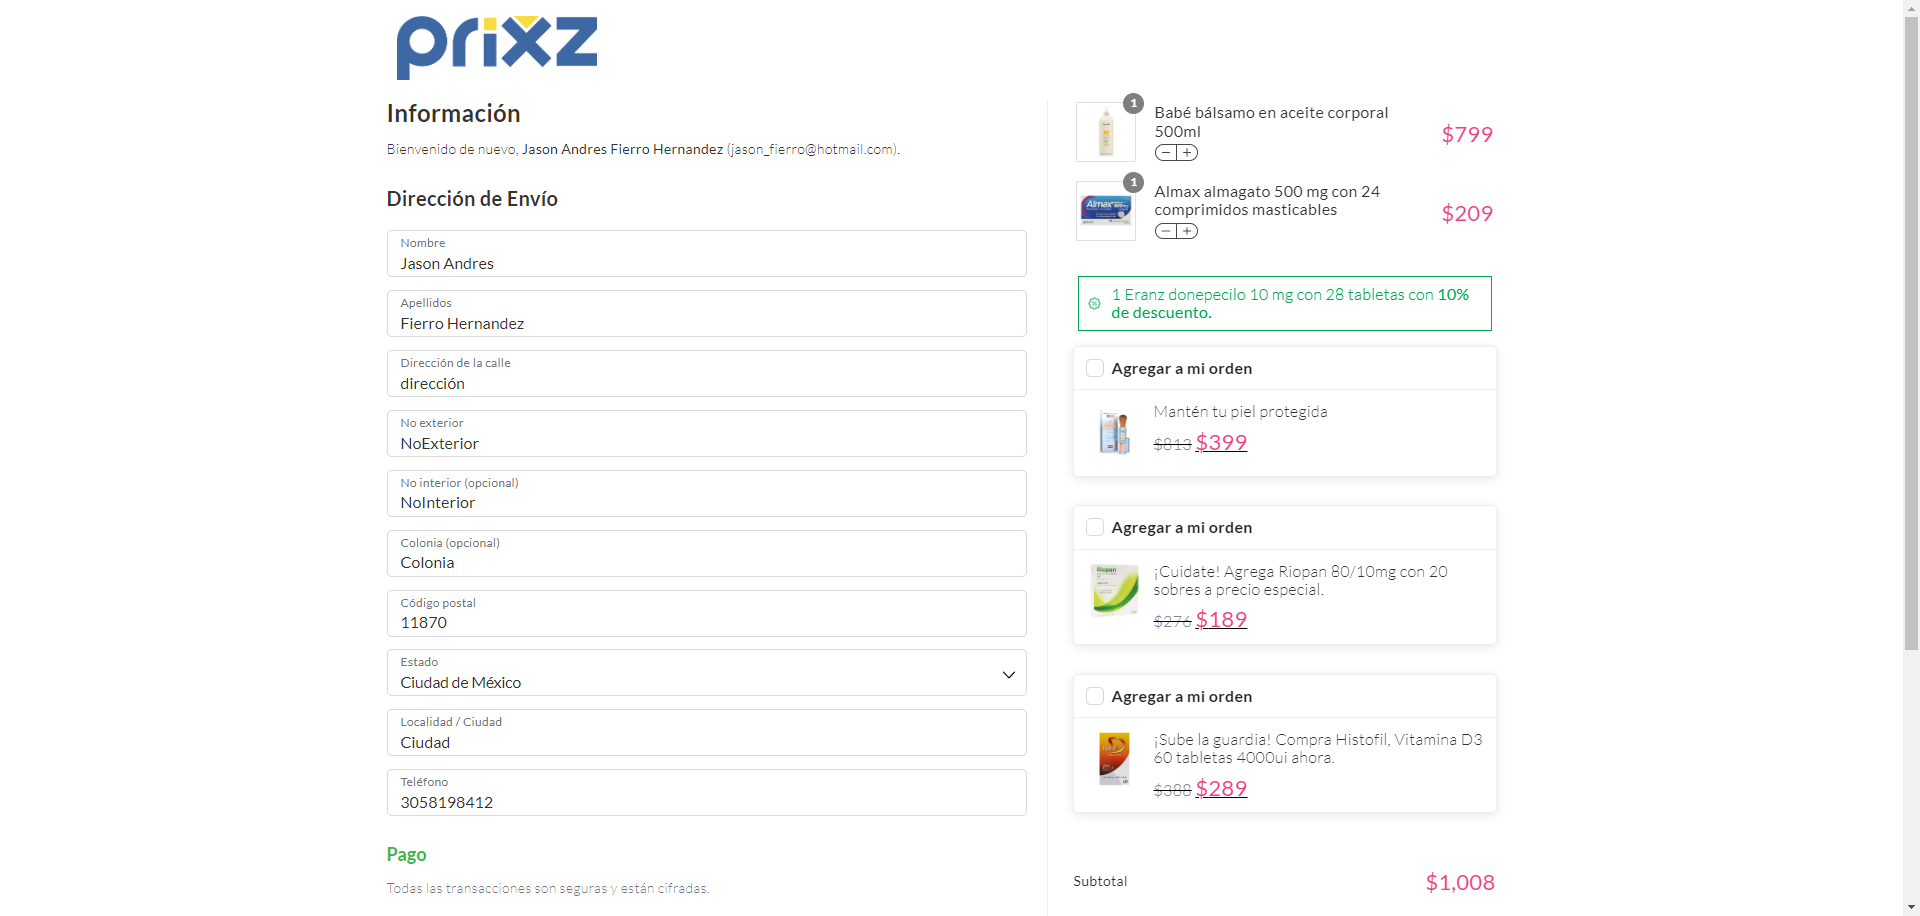 prixz
Información
Bienvenido de nuevo, Jason Andres Fierro Hernandez (jason_fierro@hotmail.com).
Dirección de Envío
Nombre
Jason Andres
Apellidos
Fierro Hernandez
Dirección de la calle
dirección
No exterior
NoExterior
No interior (opcional)
NoInterior
Colonia (opcional)
Colonia
Código postal
11870
Estado
Ciudad de México
Localidad / Ciudad
Ciudad
Teléfono
3058198412
Pago
Todas las transacciones son seguras y están cifradas.
1
Babé bálsamo en aceite corporal
500ml
$799
1
Almax
Almax almagato 500 mg con 24
comprimidos masticables
$209
1 Eranz donepecilo 10 mg con 28 tabletas con 10%
de descuento.
Agregar a mi orden
Mantén tu piel protegida
$813 $399
Agregar a mi orden
Riopan
¡Cuidate! Agrega Riopan 80/10mg con 20
sobres a precio especial.
$276 $189
Agregar a mi orden
¡Sube la guardia! Compra Histofil, Vitamina D3
60 tabletas 4000ui ahora.
$388 $289
Subtotal
$1,008